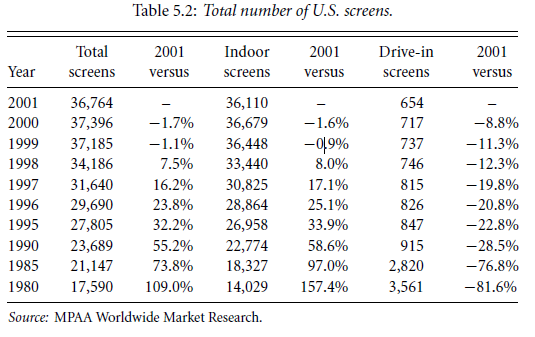 Table 5.2: Total number of U.S. screens.
Total 2001 Indoor 2001 Drive-in 2001
Year screens versus screens versus screens versus
2001 36,764 – 36,110 – 654 –
2000 37,396 −1.7% 36,679 −1.6% 717 −8.8%
1999 37,185 −1.1% 36,448 −0.9% 737 −11.3%
1998 34,186 7.5% 33,440 8.0% 746 −12.3%
1997 31,640 16.2% 30,825 17.1% 815 −19.8%
1996 29,690 23.8% 28,864 25.1% 826 −20.8%
1995 27,805 32.2% 26,958 33.9% 847 −22.8%
1990 23,689 55.2% 22,774 58.6% 915 −28.5%
1985 21,147 73.8% 18,327 97.0% 2,820 −76.8%
1980 17,590 109.0% 14,029 157.4% 3,561 −81.6%
Source: MPAA Worldwide Market Research.